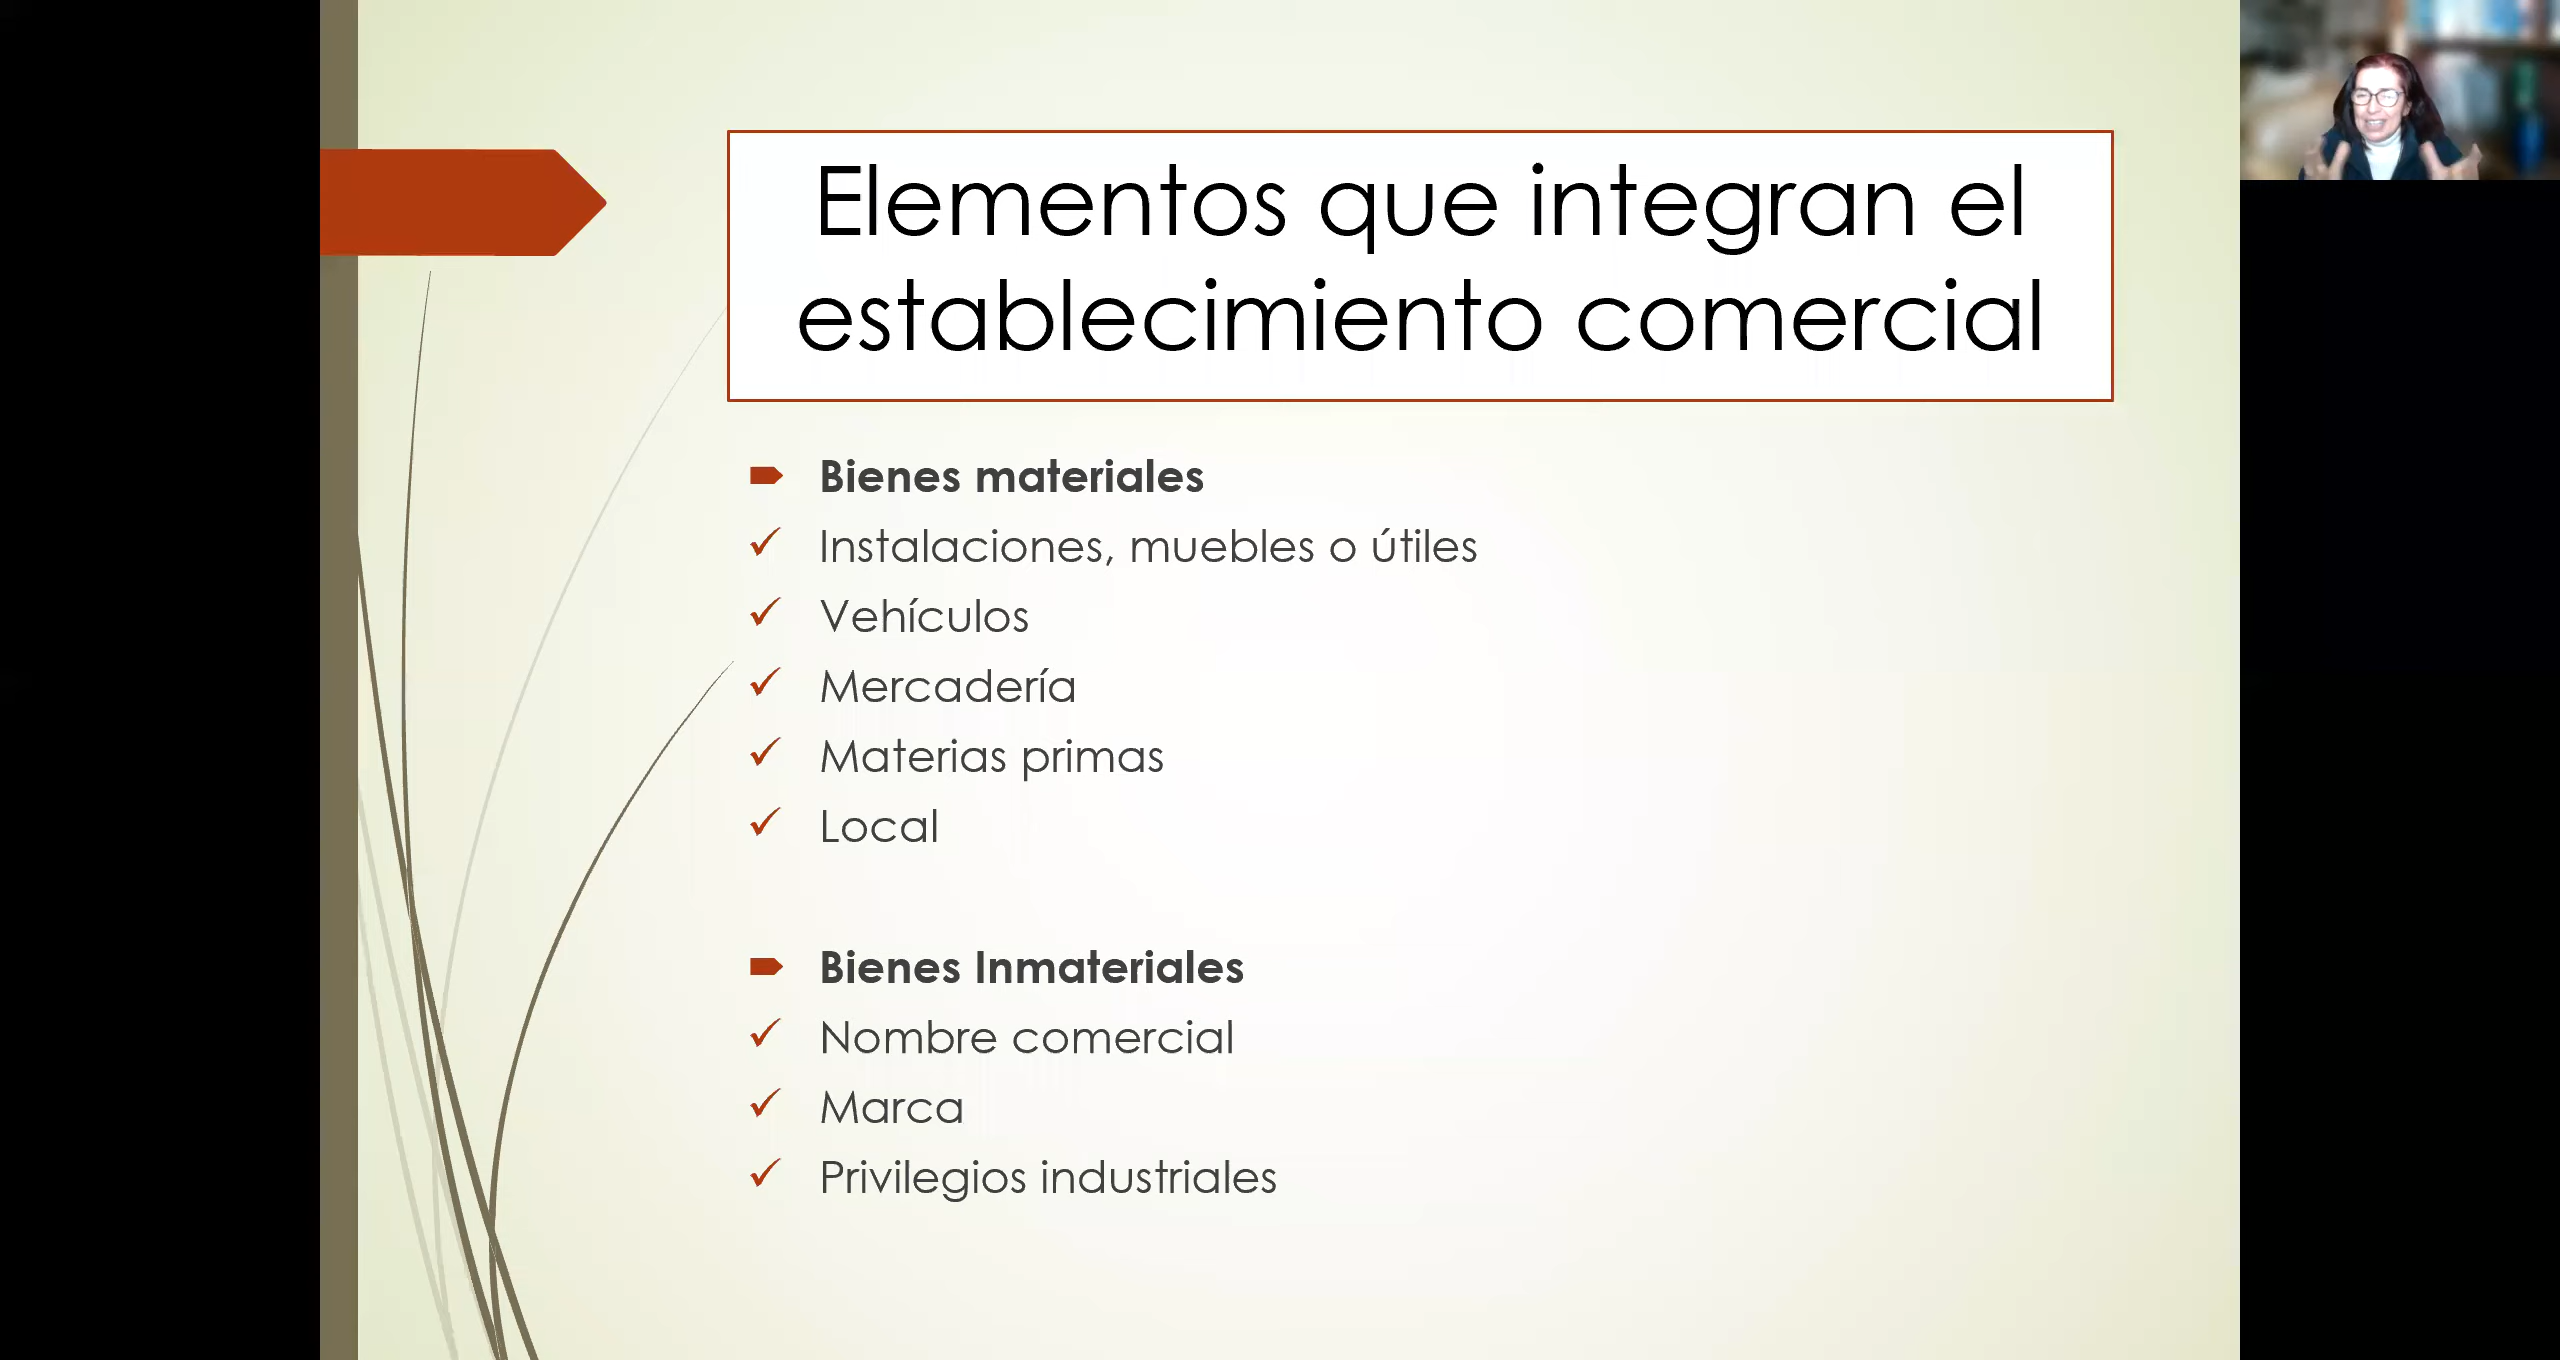 Elementos que integran el
establecimiento comercial
Bienes materiales
Instalaciones, muebles o útiles
Vehículos
Mercadería
Materias primas
Local
Bienes Inmateriales
Nombre comercial
Marca
Privilegios industriales